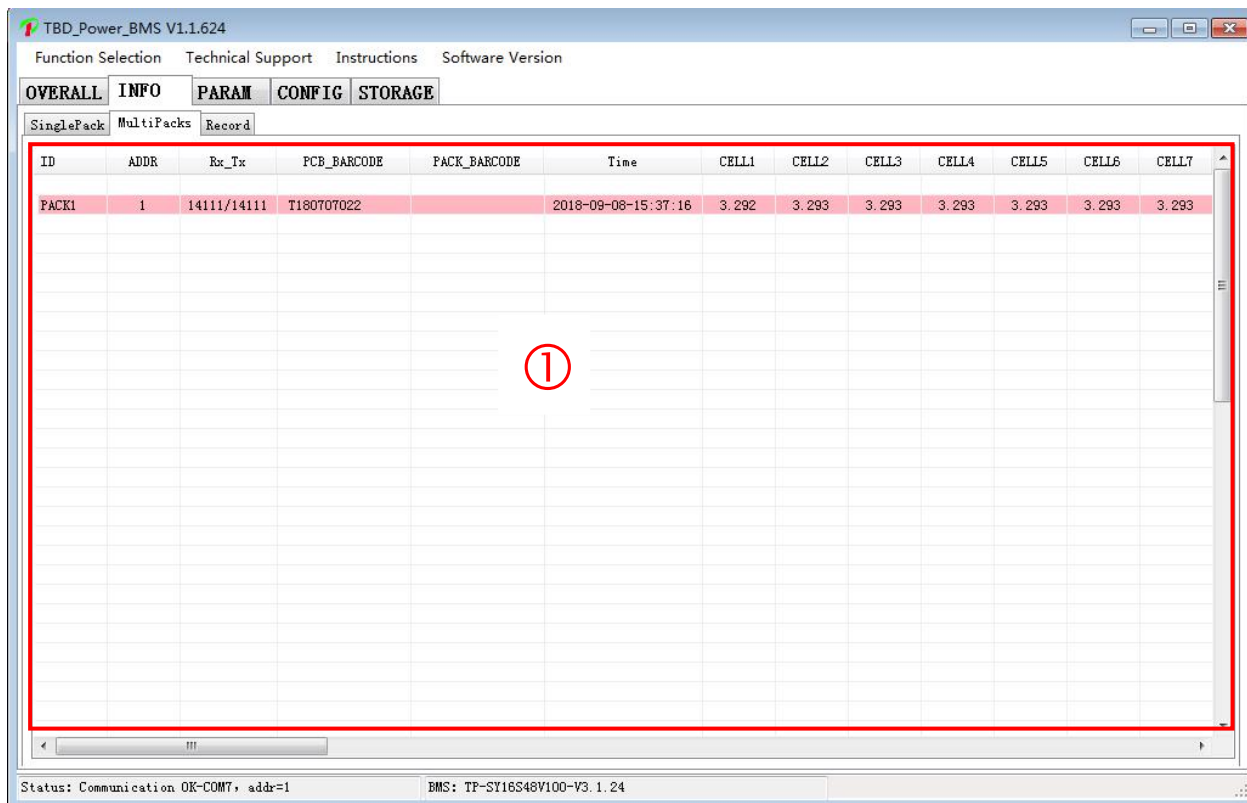 TBD_Power_BMS V1.1.624
Function Selection Technical Support Instructions Software Version
OVERALL INFO PARAM CONFIG STORAGE
SinglePack MultiPacks Record
ID ADDR Rx_Tx PCB_BARCODE PACK_BARCODE Time CELL1 CELL2 CELL3 CELL4 CELL5 CELL6 CELL7
PACK1 1 14111/14111 T180707022 2018-09-08-15:37:16 3.292 3.293 3.293 3.293 3.293 3.293 3.293
①
Status: Communication OK-COM7, addr=1 BMS: TP-SY16S48V100-V3.1.24